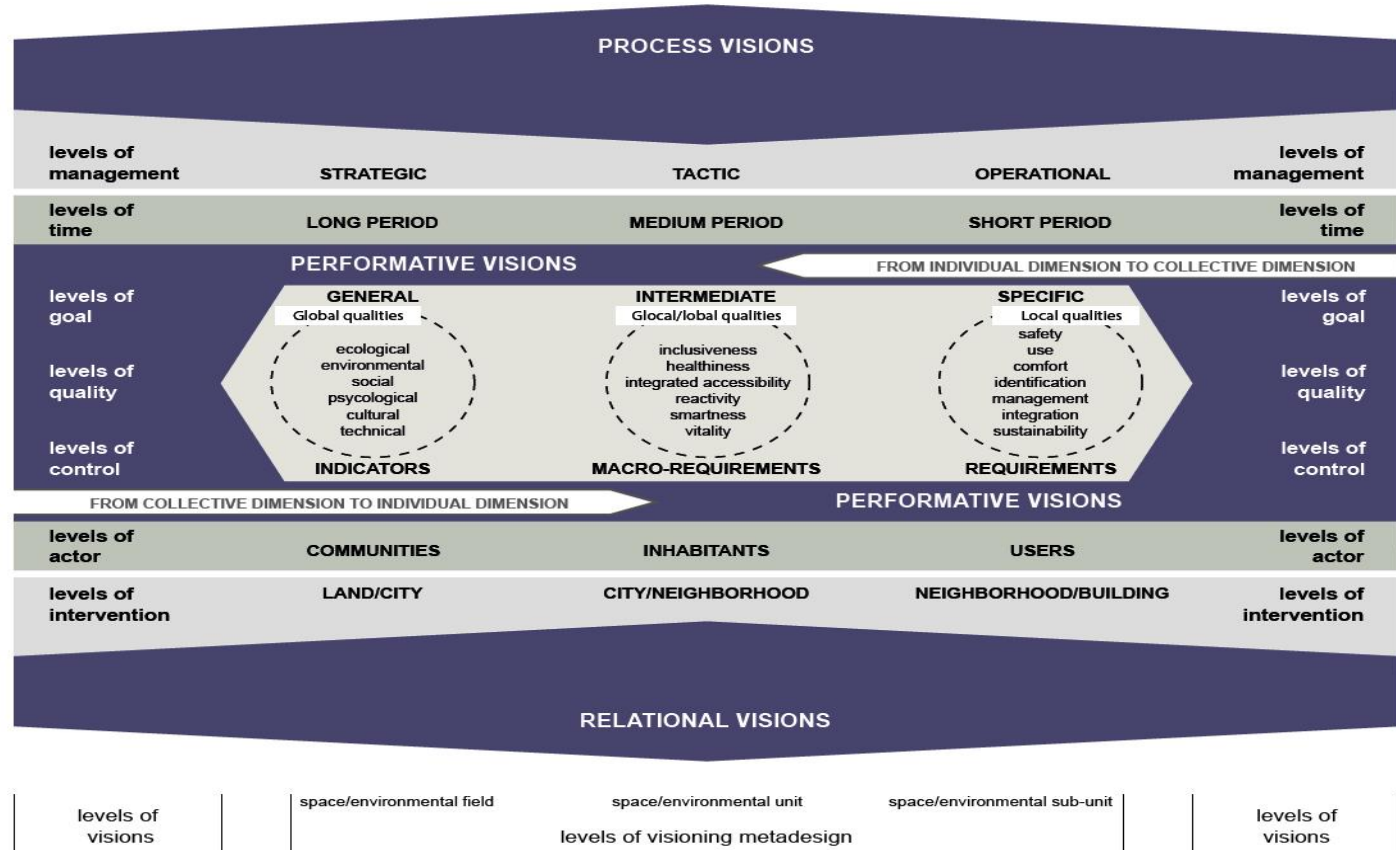 PROCESS VISIONS
levels of
management
STRATEGIC
TACTIC
OPERATIONAL
levels of
management
levels of
time
LONG PERIOD
MEDIUM PERIOD
SHORT PERIOD
levels of
time
PERFORMATIVE VISIONS
FROM INDIVIDUAL DIMENSION TO COLLECTIVE DIMENSION
levels of
goal
levels of
quality
levels of
control
GENERAL
Global qualities
ecological
environmental
social
psycological
cultural
technical
INDICATORS
INTERMEDIATE
Glocal/lobal qualities
inclusiveness
healthiness
integrated accessibility
reactivity
smartness
vitality
MACRO-REQUIREMENTS
SPECIFIC
Local qualities
safety
use
comfort
identification
management
integration
sustainability
REQUIREMENTS
levels of
goal
levels of
quality
levels of
control
FROM COLLECTIVE DIMENSION TO INDIVIDUAL DIMENSION
PERFORMATIVE VISIONS
levels of
actor
COMMUNITIES
INHABITANTS
USERS
levels of
actor
levels of
intervention
LAND/CITY
CITY/NEIGHBORHOOD
NEIGHBORHOOD/BUILDING
levels of
intervention
RELATIONAL VISIONS
levels of
visions
space/environmental field
space/environmental unit
space/environmental sub-unit
levels of visioning metadesign
levels of
visions